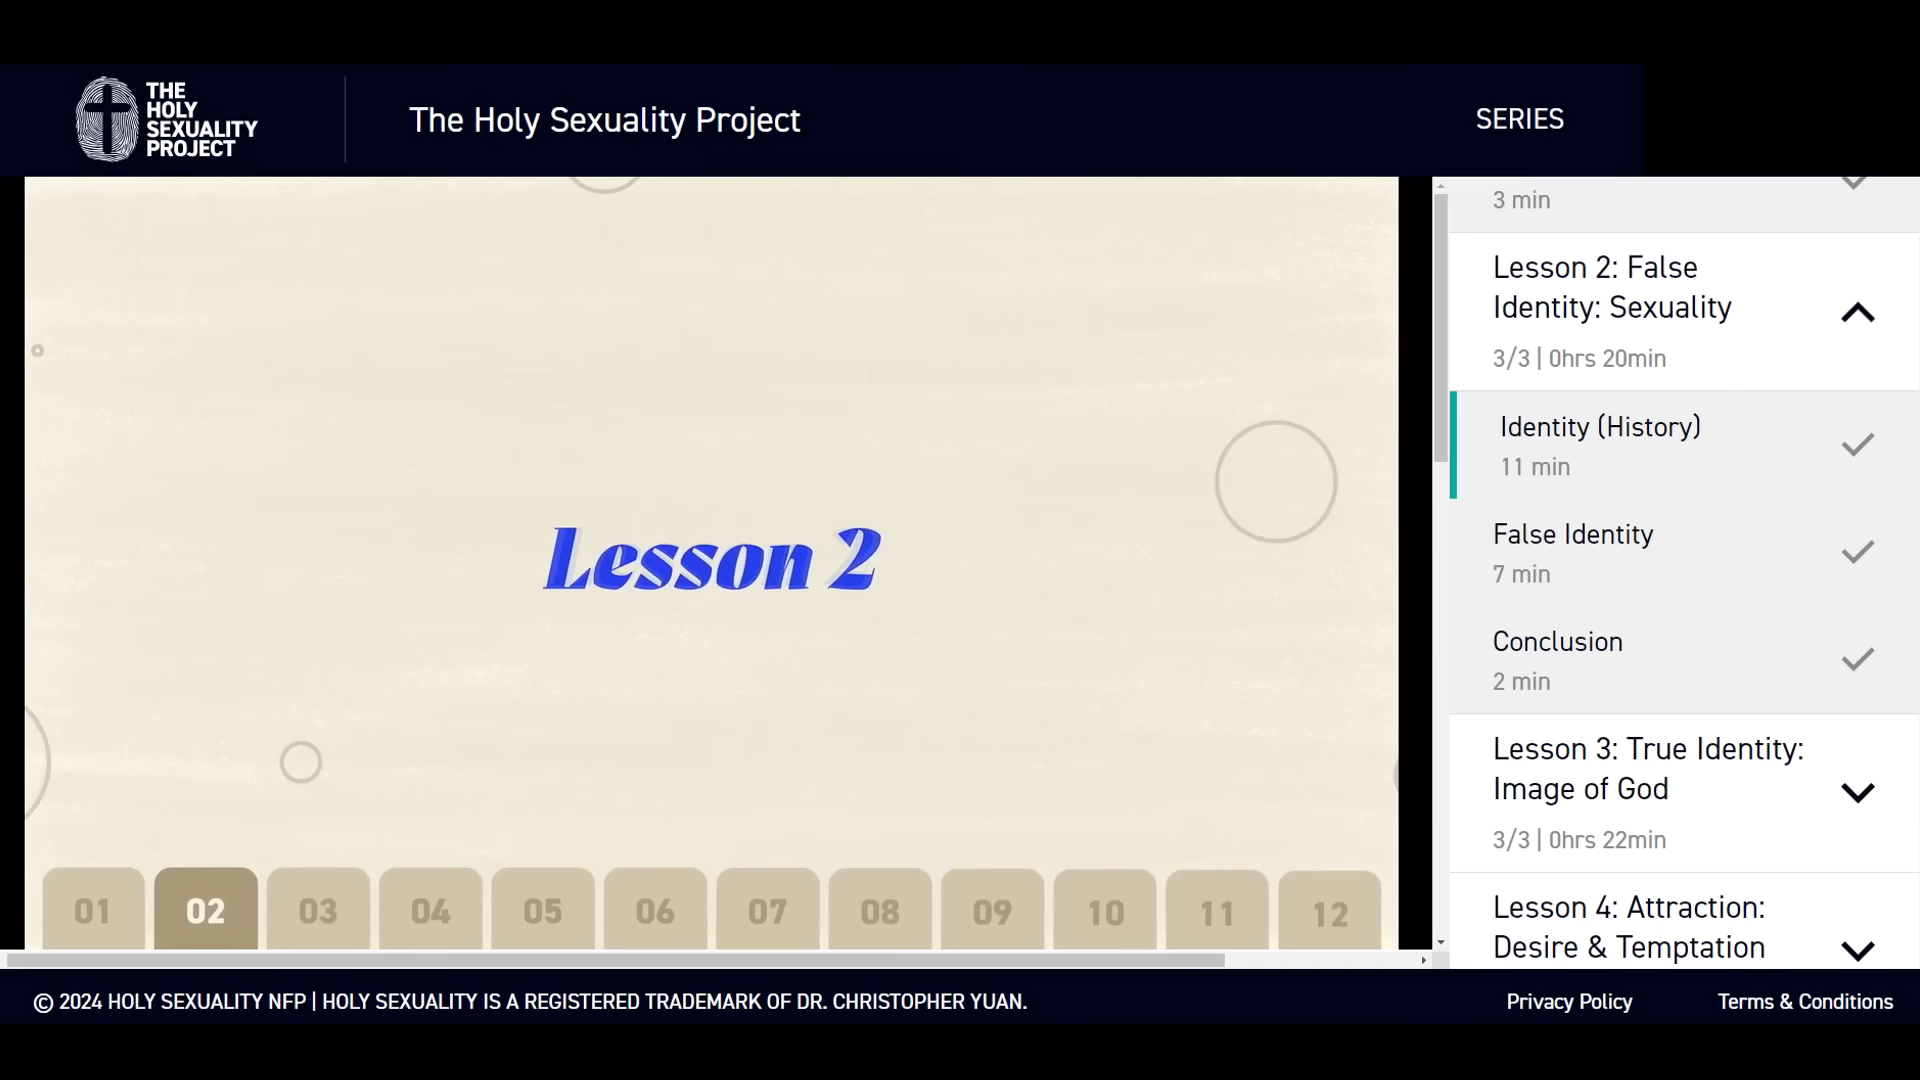 THE
HOLY
SEXUALITY
PROJECT
The Holy Sexuality Project
SERIES
3 min
Lesson 2: False
Identity: Sexuality
3/3 | 0hrs 20min
Identity (History)
11 min
False Identity
7 min
Conclusion
2 min
Lesson 3: True Identity:
Image of God
3/3 | 0hrs 22min
Lesson 4: Attraction:
Desire & Temptation
Lesson 2
01 02 03 04 05 06 07 08 09 10 11 12
© 2024 HOLY SEXUALITY NFP | HOLY SEXUALITY IS A REGISTERED TRADEMARK OF DR. CHRISTOPHER YUAN.
Privacy Policy
Terms & Conditions